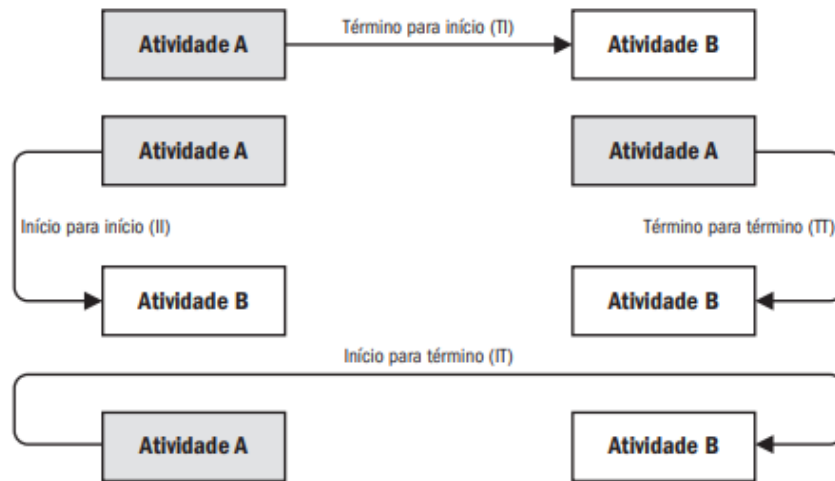 Atividade A
Término para início (TI)
Atividade B
Atividade A
Atividade A
Início para início (II)
Término para término (TT)
Atividade B
Atividade B
Início para término (IT)
Atividade A
Atividade B